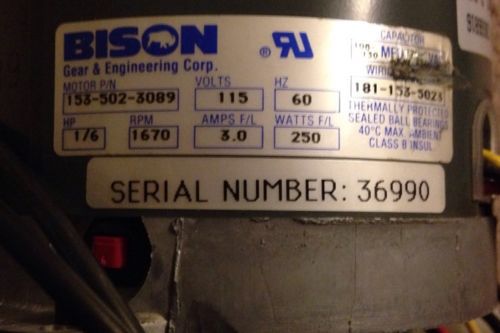 BISON
Gear & Engineering Corp.
MOTOR P/N
153-502-3089
VOLTS
115
HZ
60
HP
1/6
RPM
1670
AMPS F/L
3.0
WATTS F/L
250
® RU
CAPACITOR
181-153-5023
THERMALLY PROTECTED
SEALED BALL BEARINGS
40°C MAX. AMBIENT
CLASS B INSUL.
SERIAL NUMBER: 36990